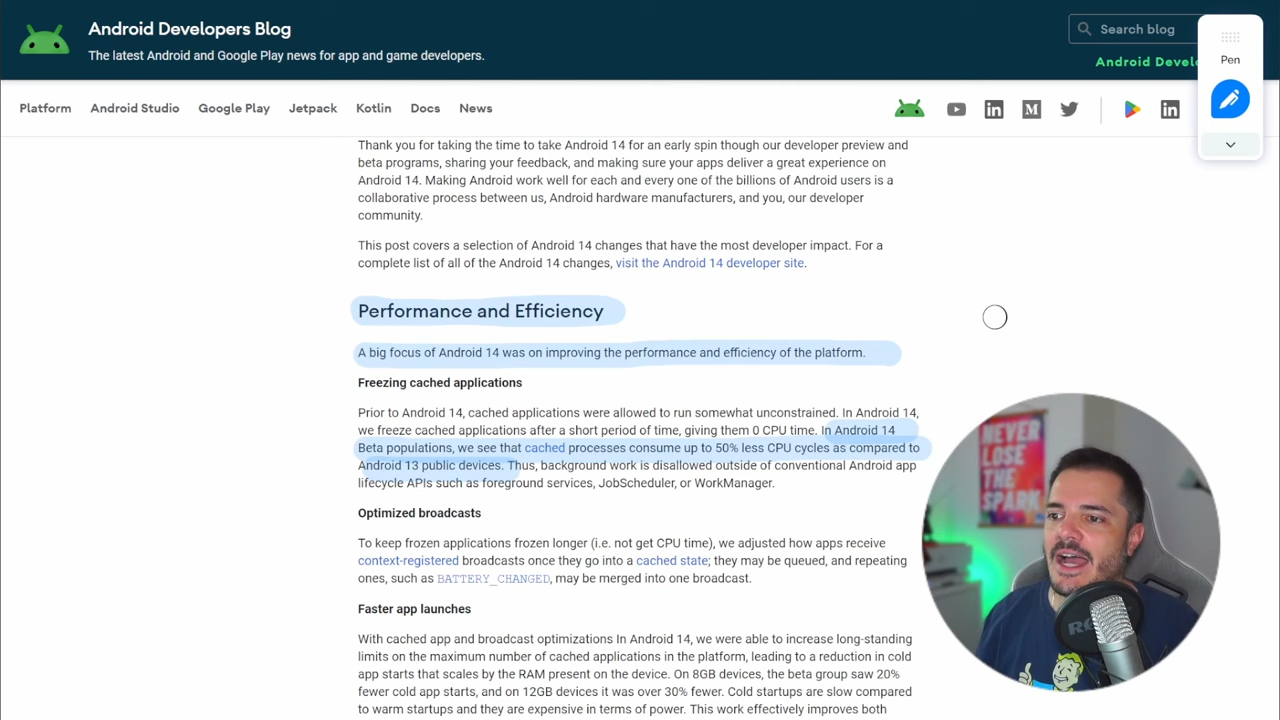 Android Developers Blog
The latest Android and Google Play news for app and game developers.
Search blog
Android Develo
Pen
Platform Android Studio Google Play Jetpack Kotlin Docs News
Thank you for taking the time to take Android 14 for an early spin though our developer preview and
beta programs, sharing your feedback, and making sure your apps deliver a great experience on
Android 14. Making Android work well for each and every one of the billions of Android users is a
collaborative process between us, Android hardware manufacturers, and you, our developer
community.
This post covers a selection of Android 14 changes that have the most developer impact. For a
complete list of all of the Android 14 changes, visit the Android 14 developer site.
Performance and Efficiency
A big focus of Android 14 was on improving the performance and efficiency of the platform.
Freezing cached applications
Prior to Android 14, cached applications were allowed to run somewhat unconstrained. In Android 14,
we freeze cached applications after a short period of time, giving them 0 CPU time. In Android 14
Beta populations, we see that cached processes consume up to 50% less CPU cycles as compared to
Android 13 public devices. Thus, background work is disallowed outside of conventional Android app
lifecycle APIs such as foreground services, JobScheduler, or WorkManager.
Optimized broadcasts
To keep frozen applications frozen longer (i.e. not get CPU time), we adjusted how apps receive
context-registered broadcasts once they go into a cached state; they may be queued, and repeating
ones, such as BATTERY_CHANGED, may be merged into one broadcast.
Faster app launches
With cached app and broadcast optimizations In Android 14, we were able to increase long-standing
limits on the maximum number of cached applications in the platform, leading to a reduction in cold
app starts that scales by the RAM present on the device. On 8GB devices, the beta group saw 20%
fewer cold app starts, and on 12GB devices it was over 30% fewer. Cold startups are slow compared
to warm startups and they are expensive in terms of power. This work effectively improves both
NEVER
LOSE
THE
SPARK